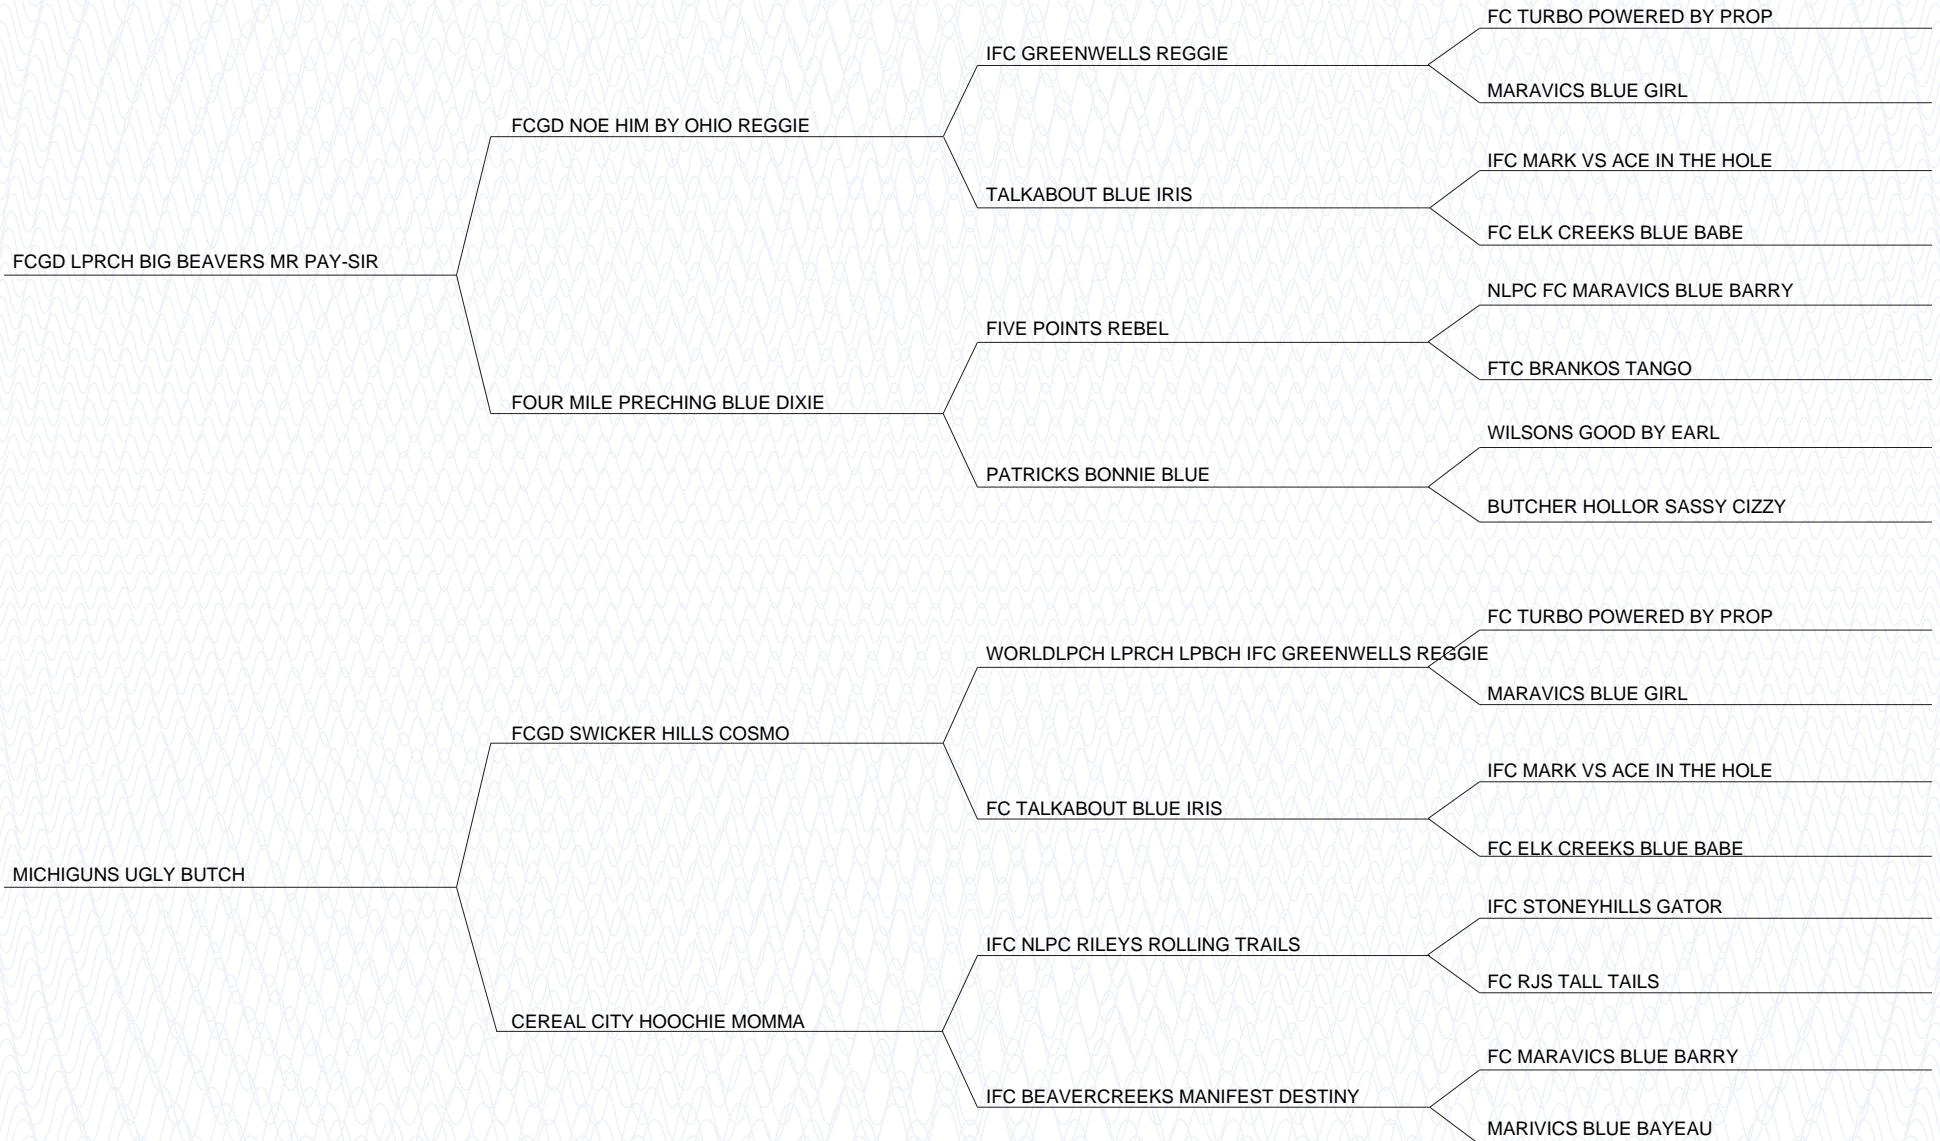 FC TURBO POWERED BY PROP
IFC GREENWELLS REGGIE
MARAVICS BLUE GIRL
FCGD NOE HIM BY OHIO REGGIE
IFC MARK VS ACE IN THE HOLE
TALKABOUT BLUE IRIS
FC ELK CREEKS BLUE BABE
FCGD LPRCH BIG BEAVERS MR PAY-SIR
NLPC FC MARAVICS BLUE BARRY
FIVE POINTS REBEL
FTC BRANKOS TANGO
FOUR MILE PRECHING BLUE DIXIE
WILSONS GOOD BY EARL
PATRICKS BONNIE BLUE
BUTCHER HOLLOR SASSY CIZZY
FC TURBO POWERED BY PROP
WORLDLPCH LPRCH LPBCH IFC GREENWELLS REGGIE
MARAVICS BLUE GIRL
FCGD SWICKER HILLS COSMO
IFC MARK VS ACE IN THE HOLE
FC TALKABOUT BLUE IRIS
FC ELK CREEKS BLUE BABE
MICHIGUNS UGLY BUTCH
IFC STONEYHILLS GATOR
IFC NLPC RILEYS ROLLING TRAILS
FC RJS TALL TAILS
CEREAL CITY HOOCHIE MOMMA
FC MARAVICS BLUE BARRY
IFC BEAVERCREEKS MANIFEST DESTINY
MARIVICS BLUE BAYEAU